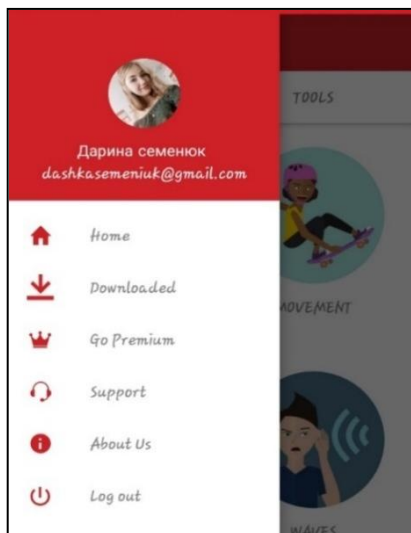 TOOLS
Дарина семенюк
dashkasemeniuk@gmail.com
Home
Downloaded
MOVEMENT
Go Premium
Support
About Us
Log out
WAVES